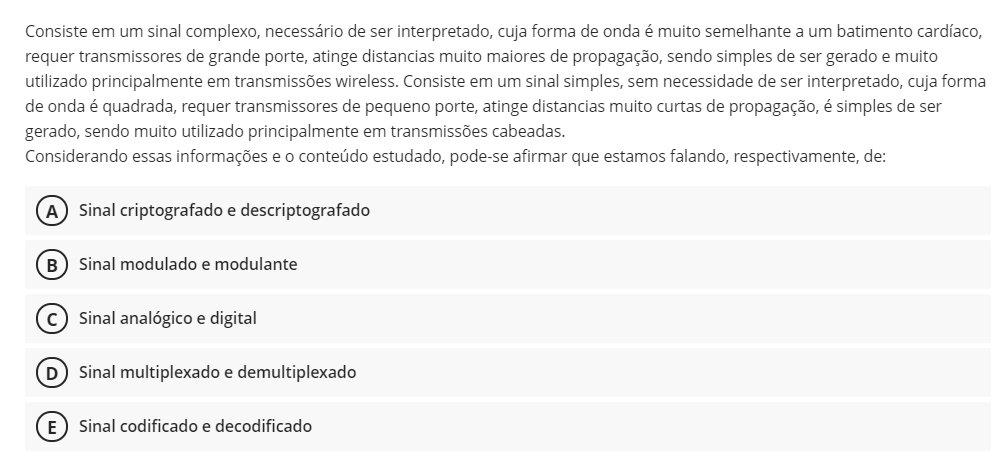 Consiste em um sinal complexo, necessário de ser interpretado, cuja forma de onda é muito semelhante a um batimento cardíaco,
requer transmissores de grande porte, atinge distancias muito maiores de propagação, sendo simples de ser gerado e muito
utilizado principalmente em transmissões wireless. Consiste em um sinal simples, sem necessidade de ser interpretado, cuja forma
de onda é quadrada, requer transmissores de pequeno porte, atinge distancias muito curtas de propagação, é simples de ser
gerado, sendo muito utilizado principalmente em transmissões cabeadas.
Considerando essas informações e o conteúdo estudado, pode-se afirmar que estamos falando, respectivamente, de:
A Sinal criptografado e descriptografado
B Sinal modulado e modulante
C Sinal analógico e digital
D Sinal multiplexado e demultiplexado
E Sinal codificado e decodificado